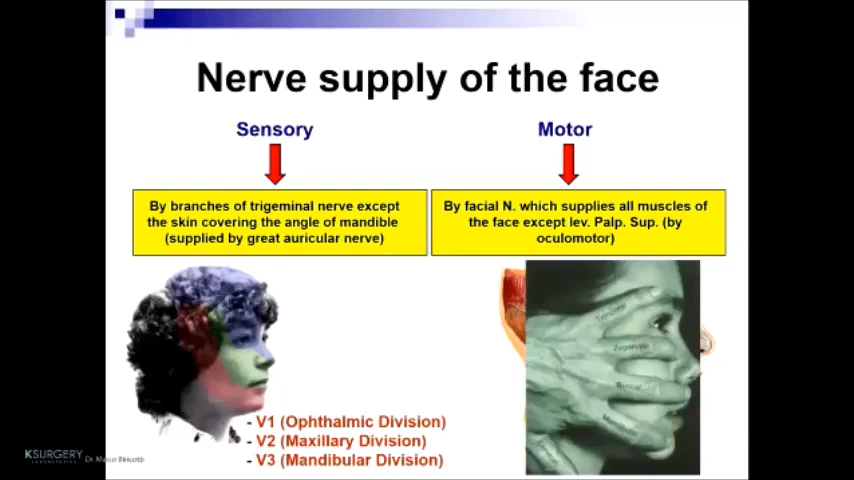 Nerve supply of the face
Sensory
Motor
By branches of trigeminal nerve except
the skin covering the angle of mandible
(supplied by great auricular nerve)
By facial N. which supplies all muscles of
the face except lev. Palp. Sup. (by
oculomotor)
Temporal
Zygomatic
Buccal
Mandibular
- V1 (Ophthalmic Division)
- V2 (Maxillary Division)
- V3 (Mandibular Division)
KSURGERY
Dr. Marco